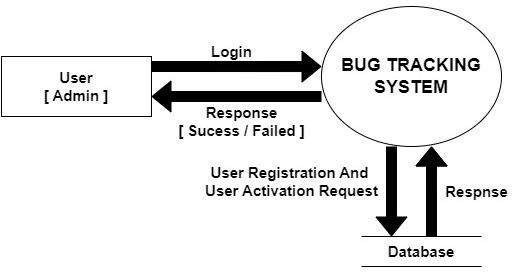 Login
BUG TRACKING
SYSTEM
User
[ Admin ]
Response
[ Sucess / Failed ]
User Registration And
User Activation Request
Respnse
Database